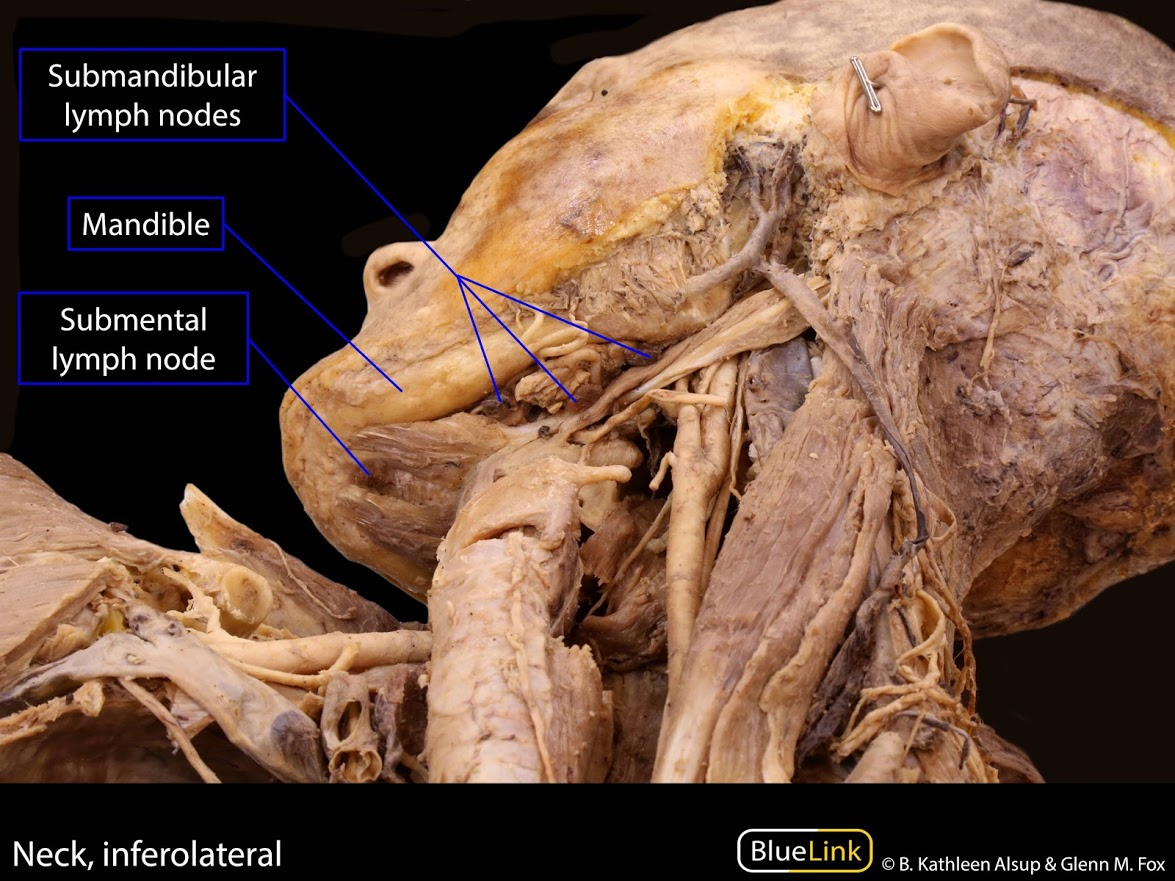 Submandibular
lymph nodes
Mandible
Submental
lymph node
Neck, inferolateral
BlueLink
© B. Kathleen Alsup & Glenn M. Fox